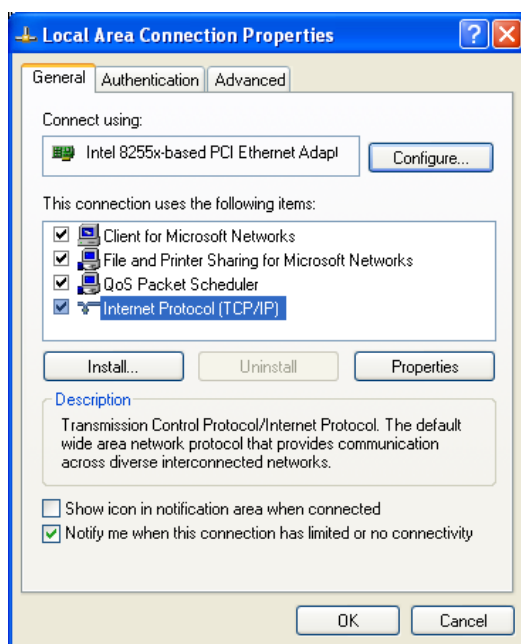 Local Area Connection Properties
General Authentication Advanced
Connect using:
Intel 8255x-based PCI Ethernet Adapl
Configure...
This connection uses the following items:
Client for Microsoft Networks
File and Printer Sharing for Microsoft Networks
QoS Packet Scheduler
Internet Protocol (TCP/IP)
Install... Uninstall Properties
Description
Transmission Control Protocol/Internet Protocol. The default
wide area network protocol that provides communication
across diverse interconnected networks.
Show icon in notification area when connected
Notify me when this connection has limited or no connectivity
OK Cancel